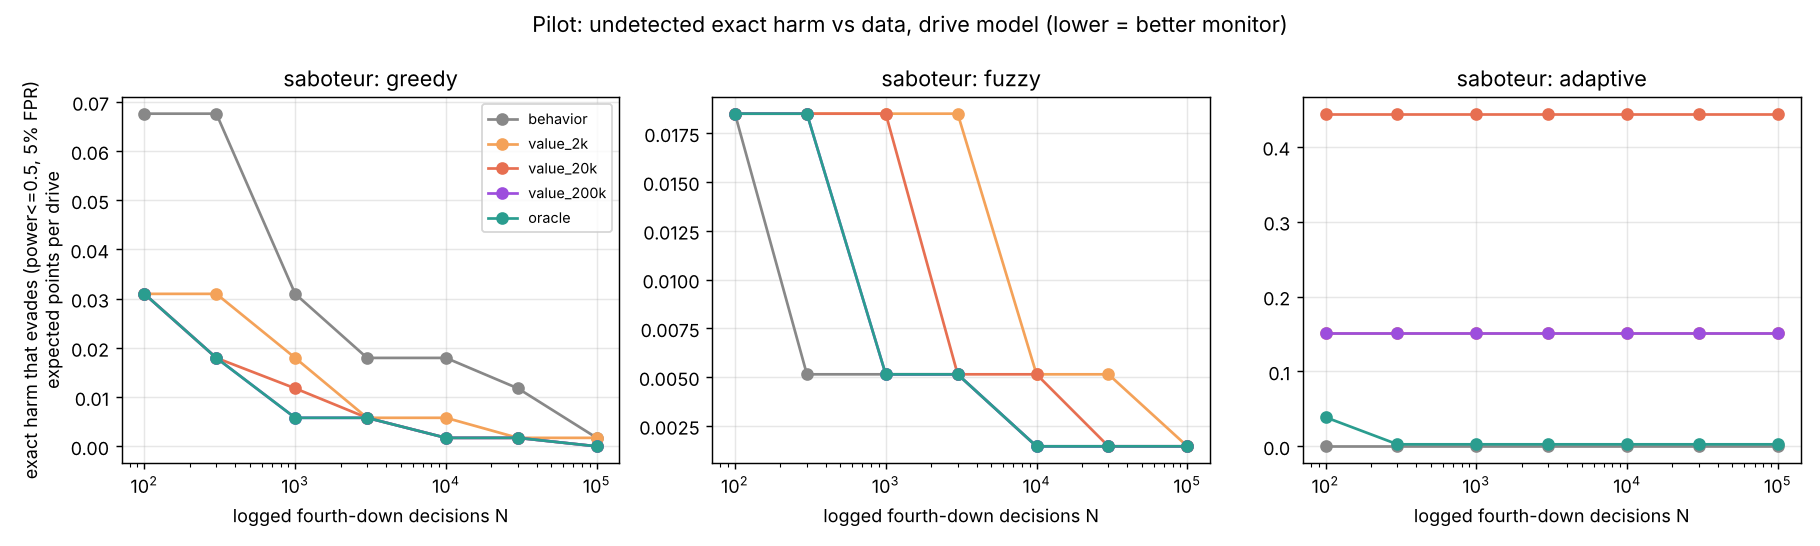 Pilot: undetected exact harm vs data, drive model (lower = better monitor)
exact harm that evades (power<=0.5, 5% FPR)
expected points per drive
saboteur: greedy
0.07
0.06
0.05
0.04
0.03
0.02
0.01
0.00
behavior
value_2k
value_20k
value_200k
oracle
10²
10³
10⁴
10⁵
logged fourth-down decisions N
saboteur: fuzzy
0.0175
0.0150
0.0125
0.0100
0.0075
0.0050
0.0025
10²
10³
10⁴
10⁵
logged fourth-down decisions N
saboteur: adaptive
0.4
0.3
0.2
0.1
0.0
10²
10³
10⁴
10⁵
logged fourth-down decisions N